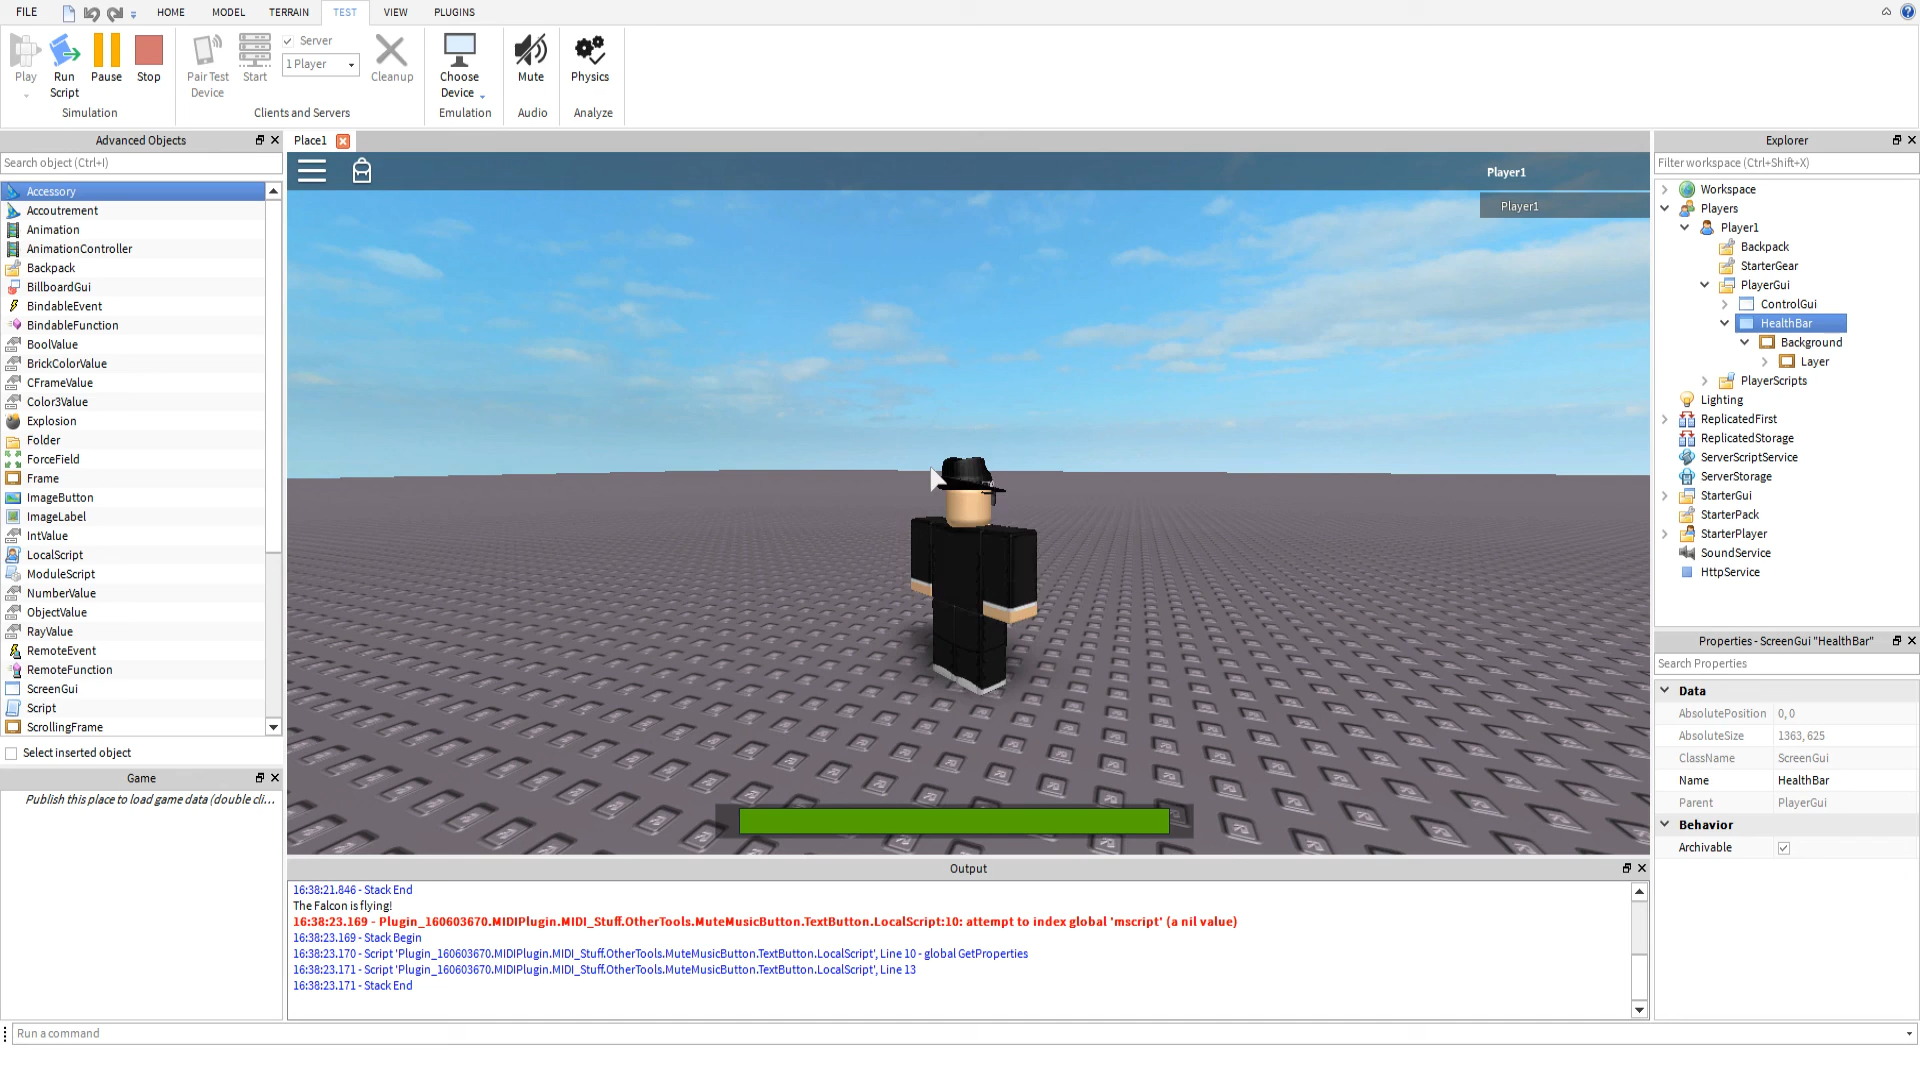 FILE
HOME
MODEL
TERRAIN
TEST
VIEW
PLUGINS
Play
Run
Script
Pause
Stop
Simulation
Pair Test
Device
Start
Server
1 Player
Cleanup
Clients and Servers
Choose
Device
Emulation
Mute
Audio
Physics
Analyze
Advanced Objects
Search object (Ctrl+I)
Accessory
Accoutrement
Animation
AnimationController
Backpack
BillboardGui
BindableEvent
BindableFunction
BoolValue
BrickColorValue
CFrameValue
Color3Value
Explosion
Folder
ForceField
Frame
ImageButton
ImageLabel
IntValue
LocalScript
ModuleScript
NumberValue
ObjectValue
RayValue
RemoteEvent
RemoteFunction
ScreenGui
Script
ScrollingFrame
Select inserted object
Game
Publish this place to load game data (double cli...
Place1
Player1
Player1
Output
16:38:21.846 - Stack End
The Falcon is flying!
16:38:23.169 - Plugin_160603670.MIDIPlugin.MIDI_Stuff.OtherTools.MuteMusicButton.TextButton.LocalScript:10: attempt to index global 'mscript' (a nil value)
16:38:23.169 - Stack Begin
16:38:23.170 - Script 'Plugin_160603670.MIDIPlugin.MIDI_Stuff.OtherTools.MuteMusicButton.TextButton.LocalScript', Line 10 - global GetProperties
16:38:23.171 - Script 'Plugin_160603670.MIDIPlugin.MIDI_Stuff.OtherTools.MuteMusicButton.TextButton.LocalScript', Line 13
16:38:23.171 - Stack End
Explorer
Filter workspace (Ctrl+Shift+X)
Workspace
Players
Player1
Backpack
StarterGear
PlayerGui
ControlGui
HealthBar
Background
Layer
PlayerScripts
Lighting
ReplicatedFirst
ReplicatedStorage
ServerScriptService
ServerStorage
StarterGui
StarterPack
StarterPlayer
SoundService
HttpService
Properties - ScreenGui "HealthBar"
Search Properties
Data
AbsolutePosition 0, 0
AbsoluteSize 1363, 625
ClassName ScreenGui
Name HealthBar
Parent PlayerGui
Behavior
Archivable
Run a command